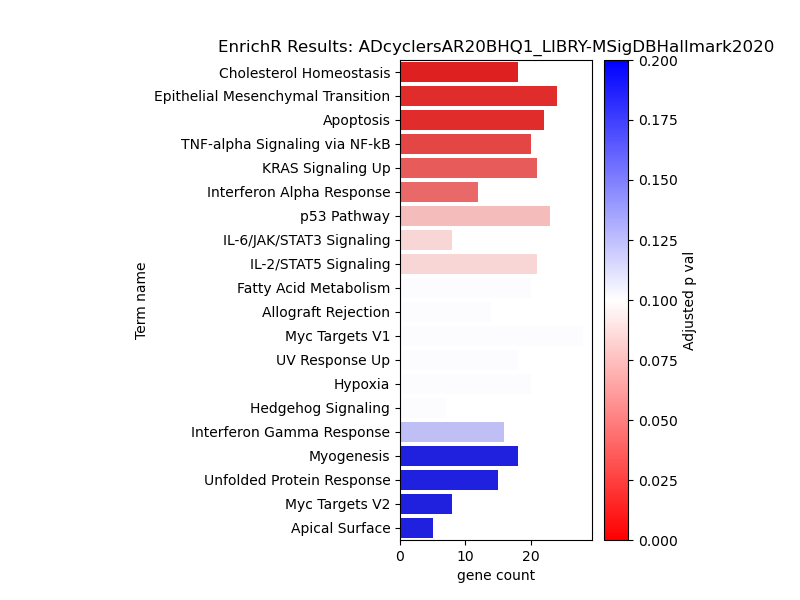 EnrichR Results: ADcyclersAR20BHQ1_LIBRY-MSigDBHallmark2020
Cholesterol Homeostasis
Epithelial Mesenchymal Transition
Apoptosis
TNF-alpha Signaling via NF-kB
KRAS Signaling Up
Interferon Alpha Response
p53 Pathway
IL-6/JAK/STAT3 Signaling
IL-2/STAT5 Signaling
Fatty Acid Metabolism
Allograft Rejection
Myc Targets V1
UV Response Up
Hypoxia
Hedgehog Signaling
Interferon Gamma Response
Myogenesis
Unfolded Protein Response
Myc Targets V2
Apical Surface
Term name
0 10 20
gene count
0.200
0.175
0.150
0.125
0.100
0.075
0.050
0.025
0.000
Adjusted p val